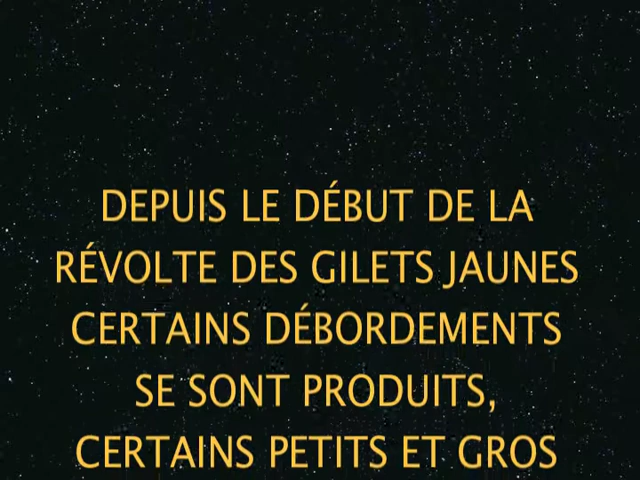 DEPUIS LE DÉBUT DE LA
RÉVOLTE DES GILETS JAUNES
CERTAINS DÉBORDEMENTS
SE SONT PRODUITS,
CERTAINS PETITS ET GROS